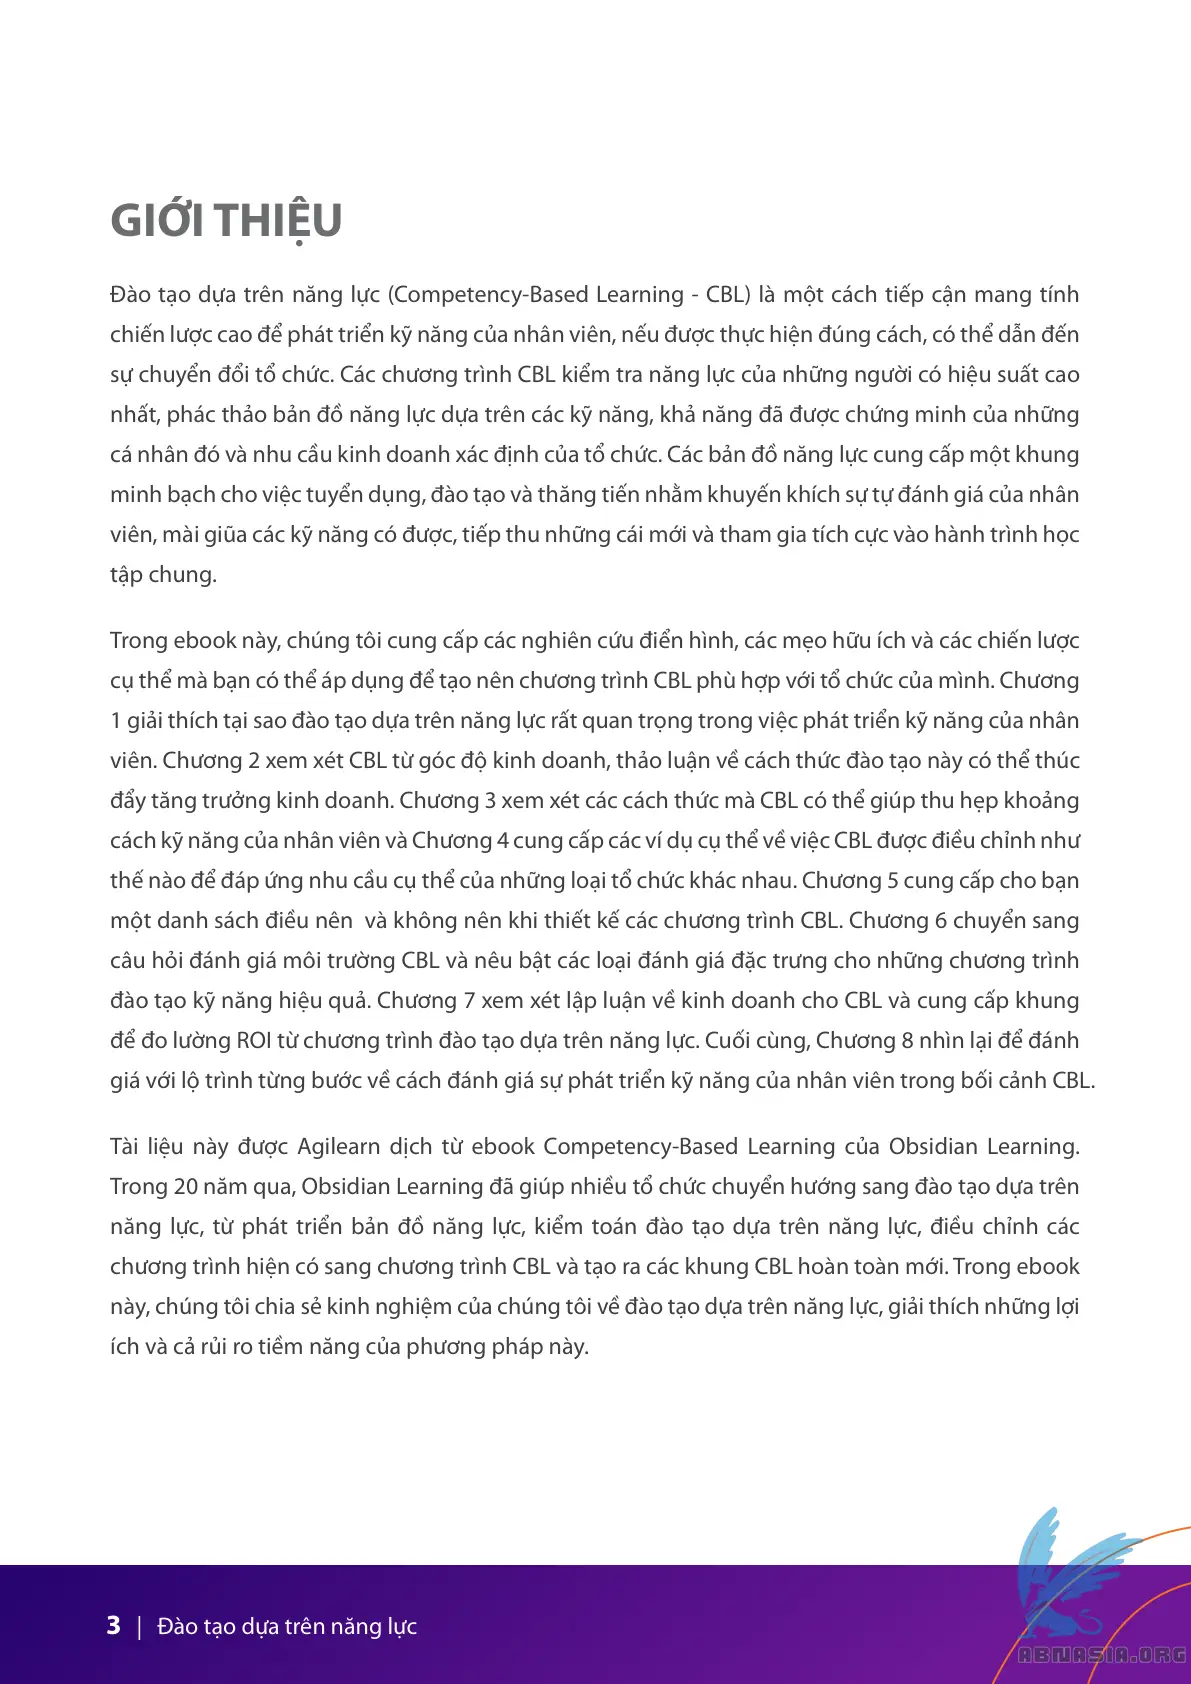 GIỚI THIỆU
Đào tạo dựa trên năng lực (Competency-Based Learning - CBL) là một cách tiếp cận mang tính
chiến lược cao để phát triển kỹ năng của nhân viên, nếu được thực hiện đúng cách, có thể dẫn đến
sự chuyển đổi tổ chức. Các chương trình CBL kiểm tra năng lực của những người có hiệu suất cao
nhất, phác thảo bản đồ năng lực dựa trên các kỹ năng, khả năng đã được chứng minh của những
cá nhân đó và nhu cầu kinh doanh xác định của tổ chức. Các bản đồ năng lực cung cấp một khung
minh bạch cho việc tuyển dụng, đào tạo và thăng tiến nhằm khuyến khích sự tự đánh giá của nhân
viên, mài giũa các kỹ năng có được, tiếp thu những cái mới và tham gia tích cực vào hành trình học
tập chung.
Trong ebook này, chúng tôi cung cấp các nghiên cứu điển hình, các mẹo hữu ích và các chiến lược
cụ thể mà bạn có thể áp dụng để tạo nên chương trình CBL phù hợp với tổ chức của mình. Chương
1 giải thích tại sao đào tạo dựa trên năng lực rất quan trọng trong việc phát triển kỹ năng của nhân
viên. Chương 2 xem xét CBL từ góc độ kinh doanh, thảo luận về cách thức đào tạo này có thể thúc
đẩy tăng trưởng kinh doanh. Chương 3 xem xét các cách thức mà CBL có thể giúp thu hẹp khoảng
cách kỹ năng của nhân viên và Chương 4 cung cấp các ví dụ cụ thể về việc CBL được điều chỉnh như
thế nào để đáp ứng nhu cầu cụ thể của những loại tổ chức khác nhau. Chương 5 cung cấp cho bạn
một danh sách điều nên  và không nên khi thiết kế các chương trình CBL. Chương 6 chuyển sang
câu hỏi đánh giá môi trường CBL và nêu bật các loại đánh giá đặc trưng cho những chương trình
đào tạo kỹ năng hiệu quả. Chương 7 xem xét lập luận về kinh doanh cho CBL và cung cấp khung
để đo lường ROI từ chương trình đào tạo dựa trên năng lực. Cuối cùng, Chương 8 nhìn lại để đánh
giá với lộ trình từng bước về cách đánh giá sự phát triển kỹ năng của nhân viên trong bối cảnh CBL.
Tài liệu này được Agilearn dịch từ ebook Competency-Based Learning của Obsidian Learning.
Trong 20 năm qua, Obsidian Learning đã giúp nhiều tổ chức chuyển hướng sang đào tạo dựa trên
năng lực, từ phát triển bản đồ năng lực, kiểm toán đào tạo dựa trên năng lực, điều chỉnh các
chương trình hiện có sang chương trình CBL và tạo ra các khung CBL hoàn toàn mới. Trong ebook
này, chúng tôi chia sẻ kinh nghiệm của chúng tôi về đào tạo dựa trên năng lực, giải thích những lợi
ích và cả rủi ro tiềm năng của phương pháp này.
3 | Đào tạo dựa trên năng lực
ABNASIA.ORG